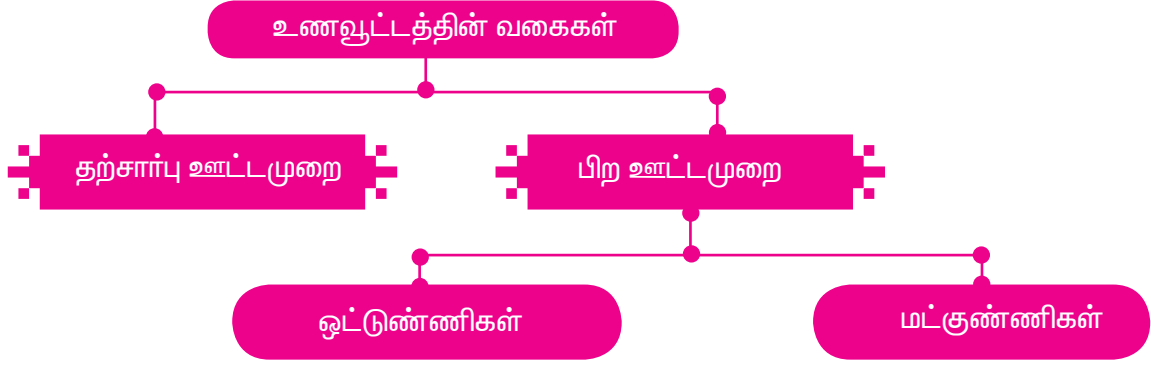 உணவூட்டத்தின் வகைகள்
தற்சார்பு ஊட்டமுறை
பிற ஊட்டமுறை
ஒட்டுண்ணிகள்
மட்குண்ணிகள்